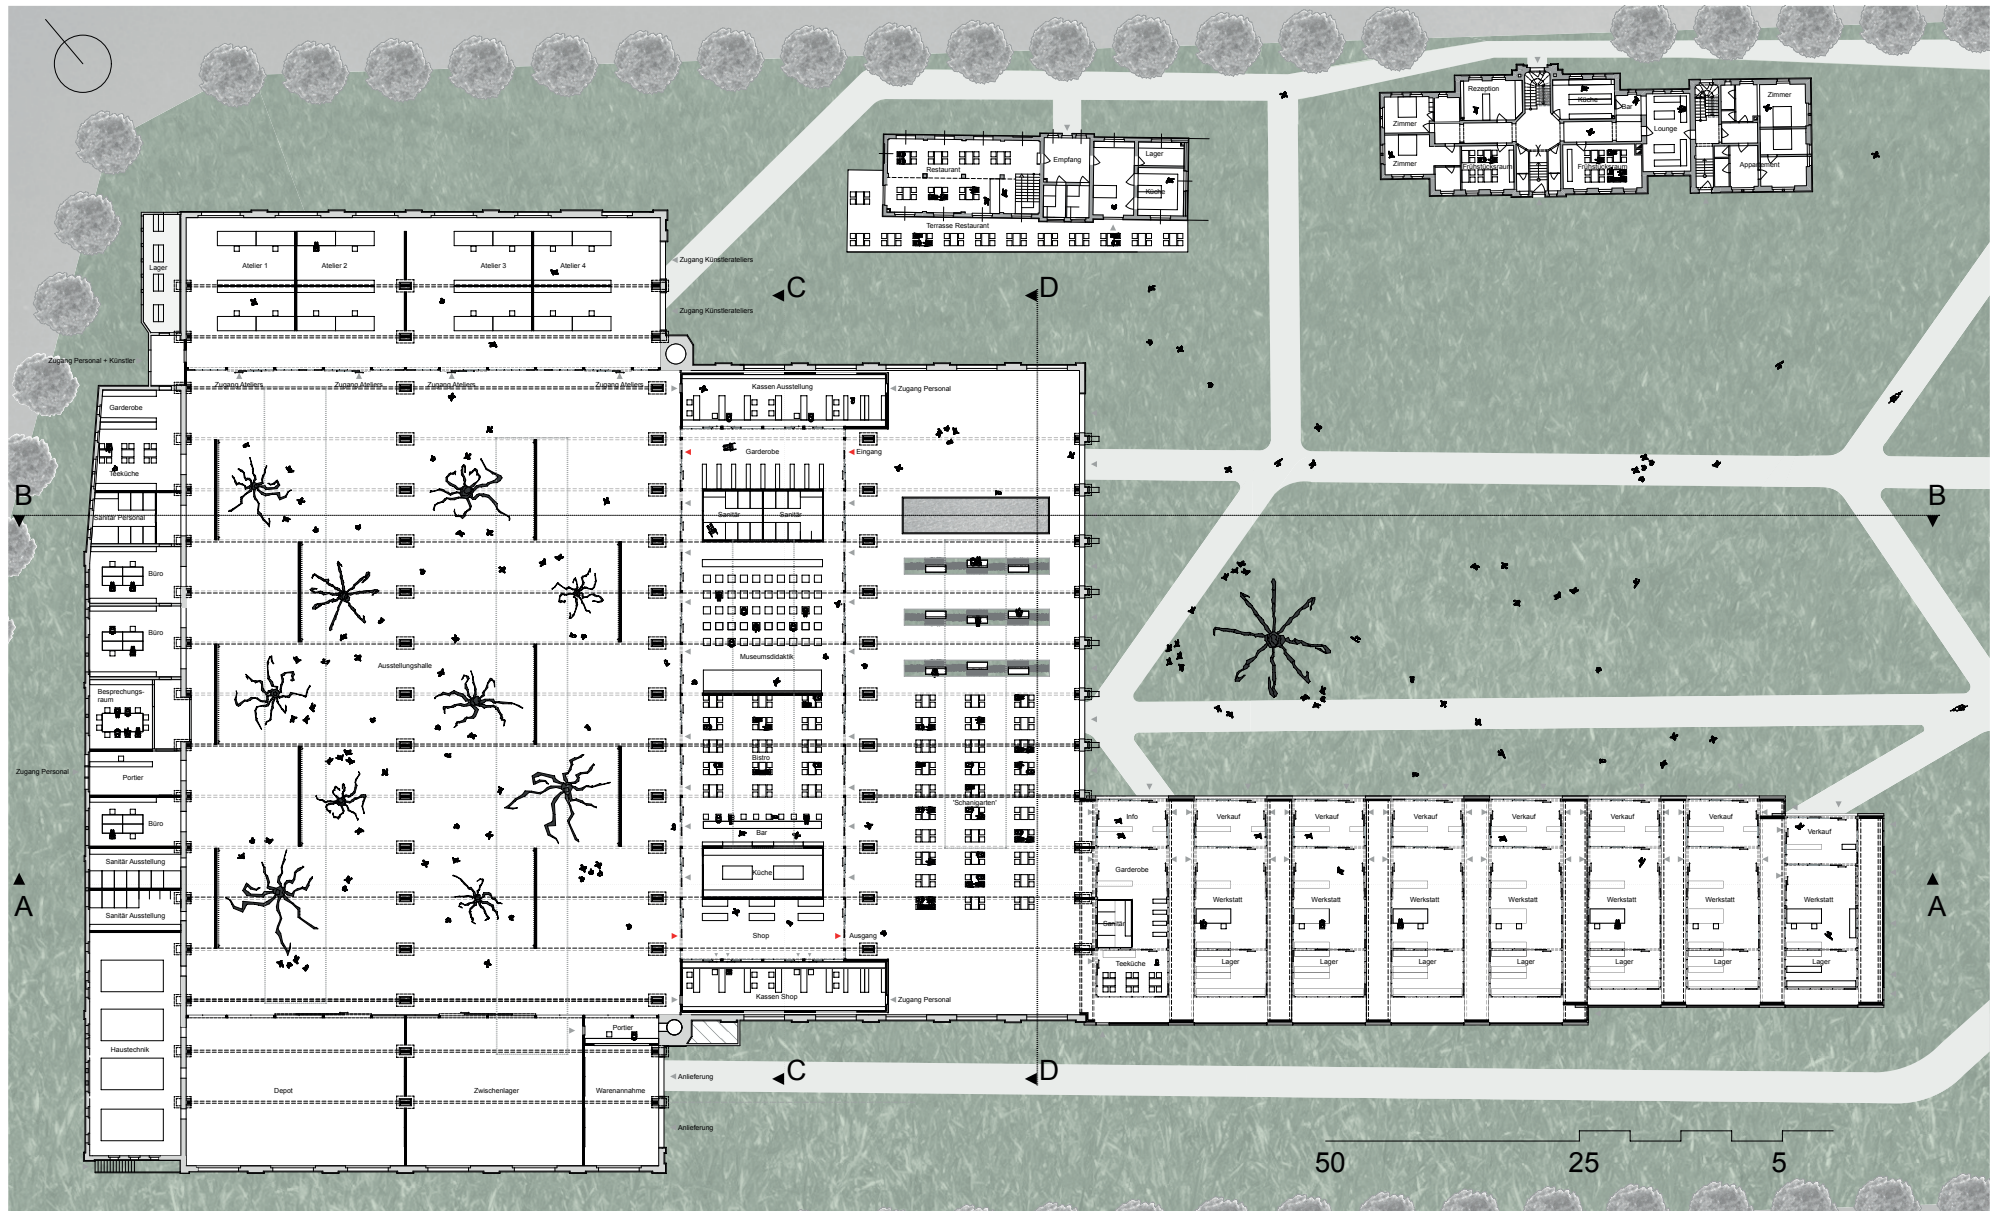 Rezeption
Küche
Bar
Zimmer
Zimmer
Lounge
Zimmer
Frühstücksraum
Frühstücksraum
Appartement
Empfang
Lager
Restaurant
Küche
Terrasse Restaurant
Lager
Atelier 1
Atelier 2
Atelier 3
Atelier 4
Zugang Künstlerateliers
Zugang Künstlerateliers
C
D
Zugang Personal + Künstler
Zugang Ateliers
Zugang Ateliers
Zugang Ateliers
Zugang Ateliers
Kassen Ausstellung
Zugang Personal
Garderobe
Garderobe
Eingang
Teeküche
B
B
Sanitär Personal
Sanitär
Sanitär
Büro
Büro
Museumsdidaktik
Ausstellungshalle
Besprechungs-
raum
Bistro
Zugang Personal
Portier
'Schanigarten'
Büro
Bar
Info
Verkauf
Verkauf
Verkauf
Verkauf
Verkauf
Verkauf
Verkauf
Sanitär Ausstellung
Küche
Garderobe
A
A
Sanitär Ausstellung
Werkstatt
Werkstatt
Werkstatt
Werkstatt
Werkstatt
Werkstatt
Werkstatt
Sanitär
Shop
Ausgang
Teeküche
Lager
Lager
Lager
Lager
Lager
Lager
Lager
Kassen Shop
Zugang Personal
Portier
Haustechnik
C
D
Anlieferung
Depot
Zwischenlager
Warenannahme
Anlieferung
50
25
5